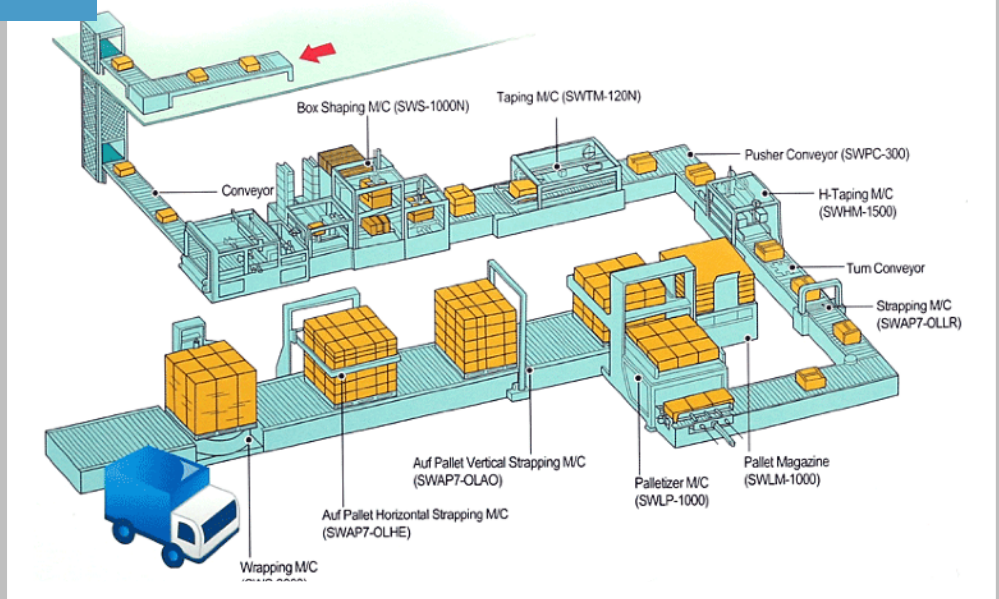 Box Shaping M/C (SWS-1000N)
Taping M/C (SWTM-120N)
Pusher Conveyor (SWPC-300)
Conveyor
H-Taping M/C
(SWHM-1500)
Turn Conveyor
Strapping M/C
(SWAP7-OLLR)
Auf Pallet Vertical Strapping M/C
(SWAP7-OLAO)
Pallet Magazine
(SWLM-1000)
Palletizer M/C
(SWLP-1000)
Auf Pallet Horizontal Strapping M/C
(SWAP7-OLHE)
Wrapping M/C